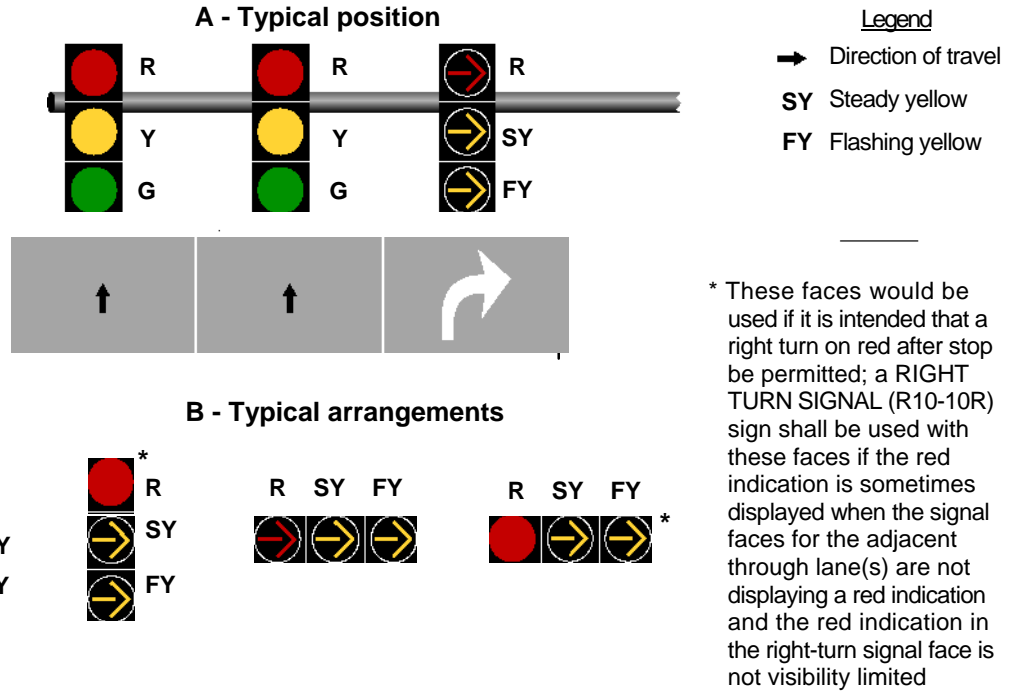 A - Typical position
R R R
Y Y SY
G G FY
Legend
Direction of travel
SY Steady yellow
FY Flashing yellow
B - Typical arrangements
*
R
SY
FY
Y
Y
R SY FY
R SY FY
*
* These faces would be
used if it is intended that a
right turn on red after stop
be permitted; a RIGHT
TURN SIGNAL (R10-10R)
sign shall be used with
these faces if the red
indication is sometimes
displayed when the signal
faces for the adjacent
through lane(s) are not
displaying a red indication
and the red indication in
the right-turn signal face is
not visibility limited